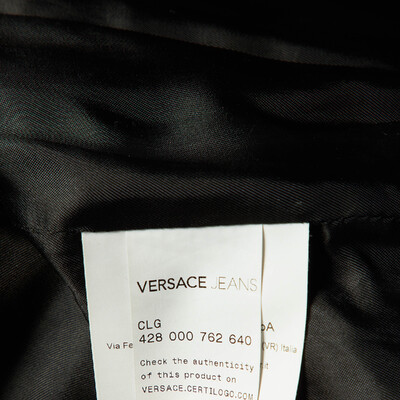 VERSACE JEANS
CLG
428 000 762 640
Via Fe
(VR) Italia
Check the authenticity
of this product on
VERSACE.CERTILOGO.COM